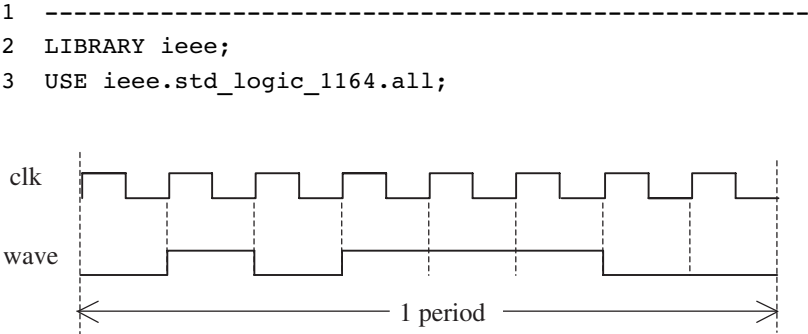 1 -----------------------------------------------------
2 LIBRARY ieee;
3 USE ieee.std_logic_1164.all;
clk
wave
1 period